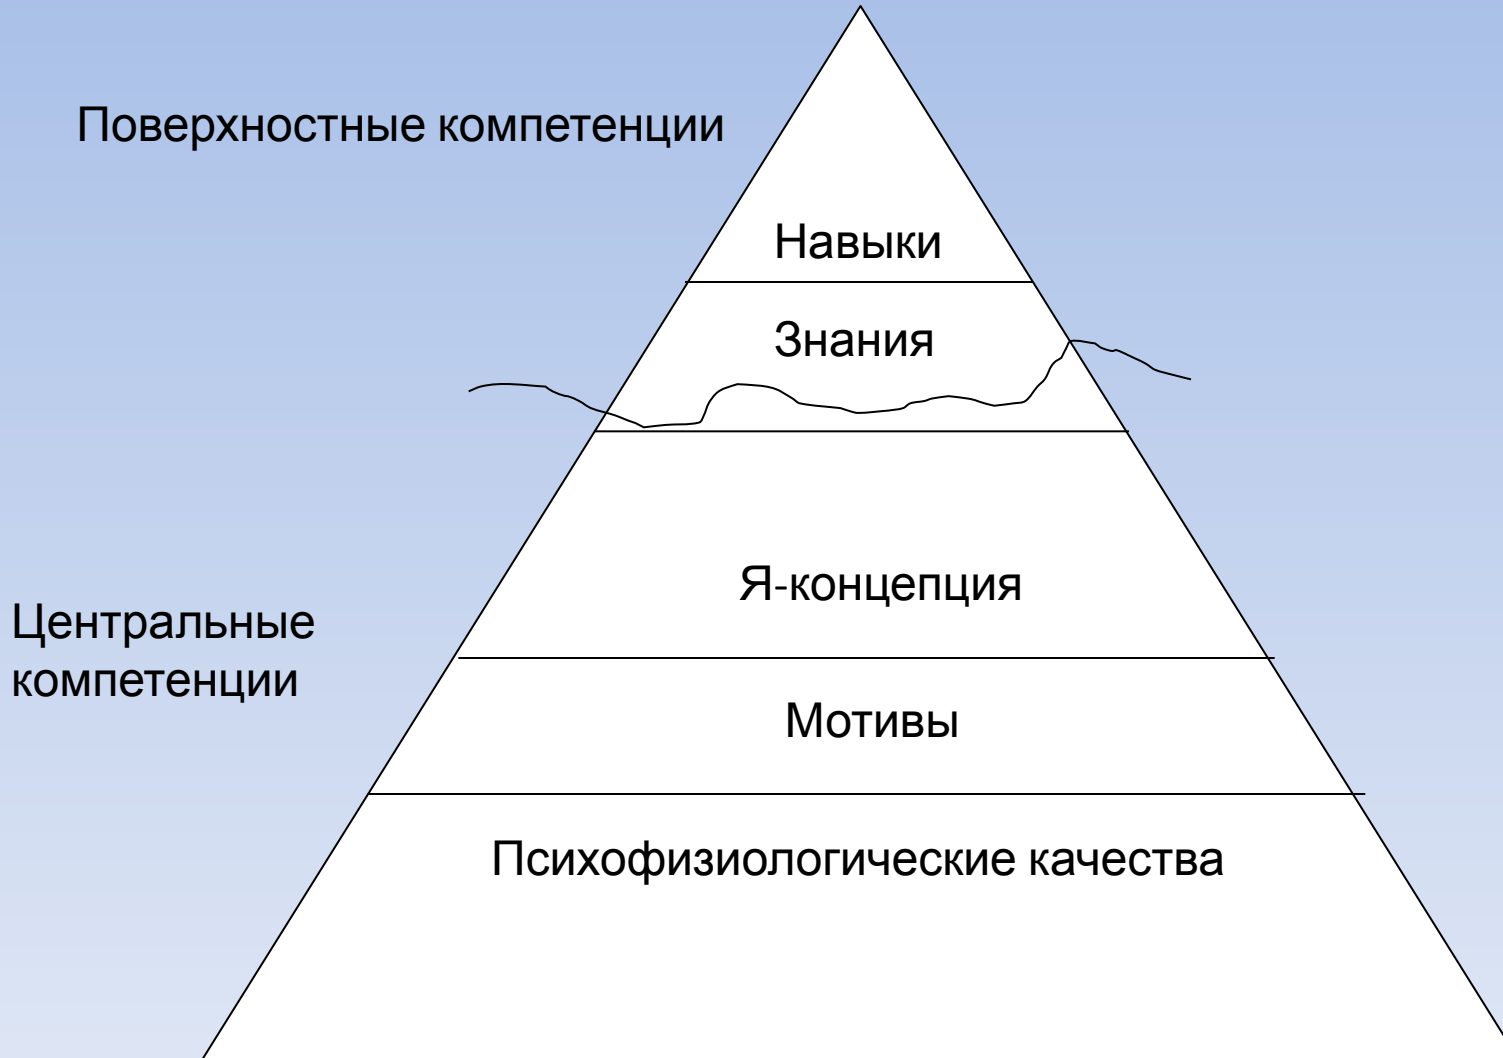 Поверхностные компетенции
Навыки
Знания
Я-концепция
Центральные
компетенции
Мотивы
Психофизиологические качества